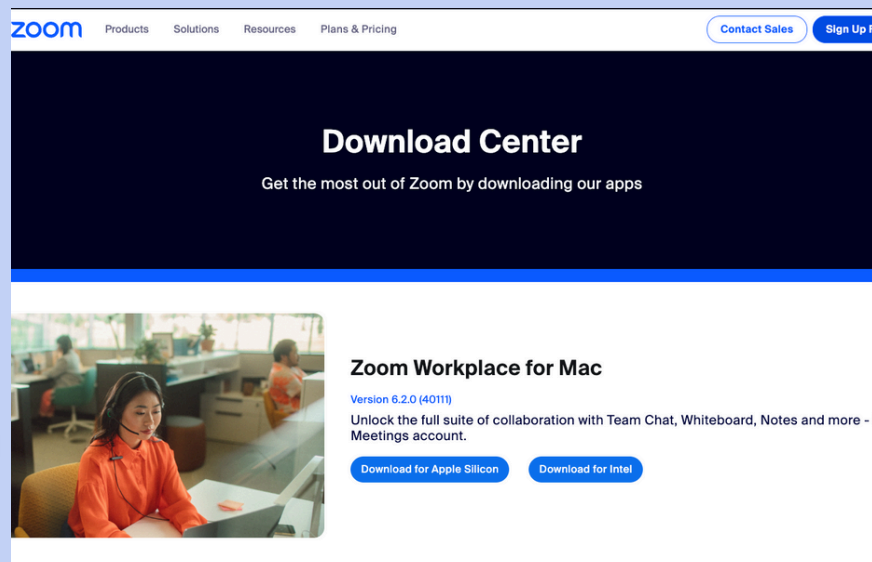 zoom
Products Solutions Resources Plans & Pricing Contact Sales Sign Up F
Download Center
Get the most out of Zoom by downloading our apps
Zoom Workplace for Mac
Version 6.2.0 (40111)
Unlock the full suite of collaboration with Team Chat, Whiteboard, Notes and more -
Meetings account.
Download for Apple Silicon Download for Intel